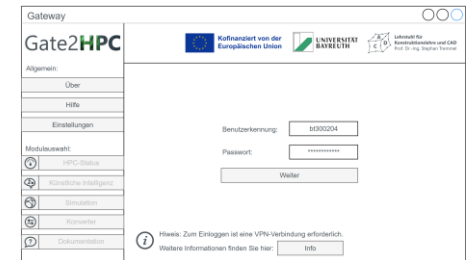 Gateway
Gate2HPC
Kofinanziert von der
Europäischen Union
UNIVERSITÄT
BAYREUTH
C A D
Lehrstuhl für
Konstruktionslehre und CAD
Prof. Dr.-Ing. Stephan Tremmel
Allgemein:
Über
Hilfe
Einstellungen
Modulauswahl:
HPC-Status
Künstliche Intelligenz
Simulation
Konverter
Dokumentation
Benutzerkennung:
bt300204
Passwort:
************
Weiter
Hinweis: Zum Einloggen ist eine VPN-Verbindung erforderlich.
Weitere Informationen finden Sie hier:
Info